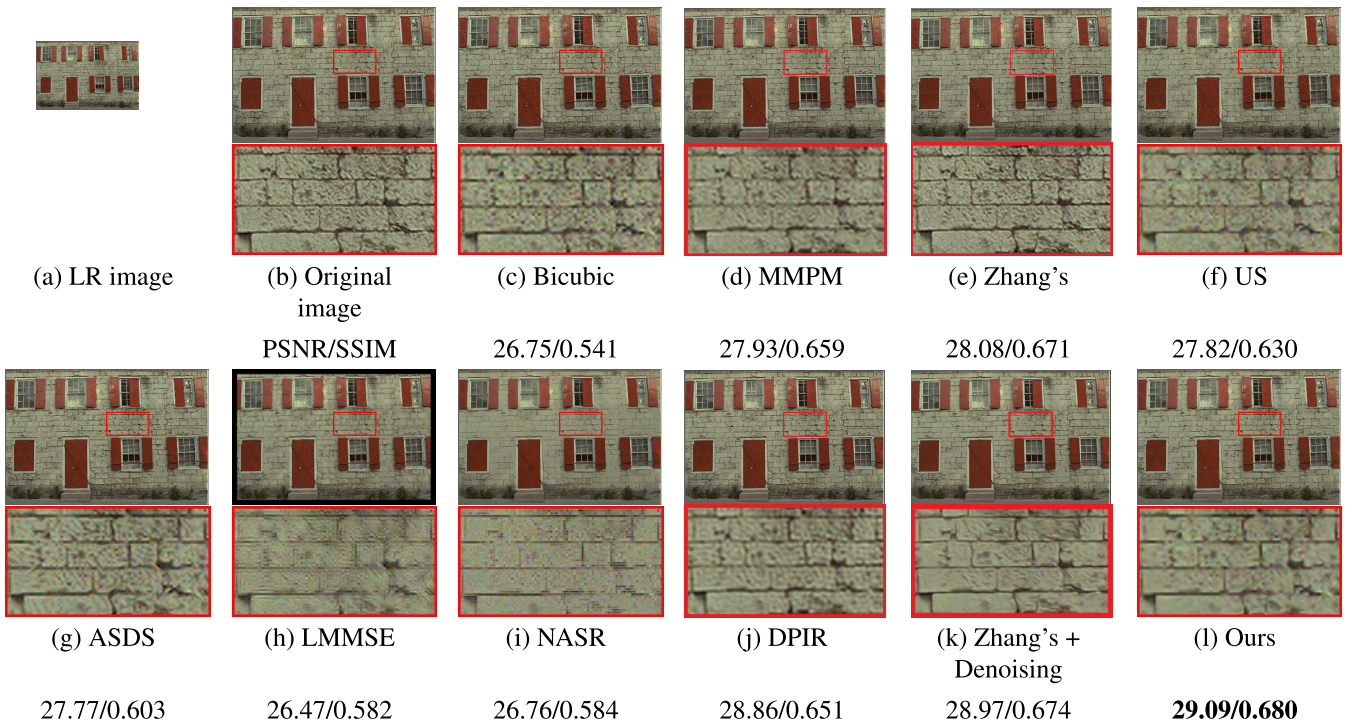 (a) LR image
(b) Original
image
(c) Bicubic
(d) MMPM
(e) Zhang's
(f) US
PSNR/SSIM
26.75/0.541
27.93/0.659
28.08/0.671
27.82/0.630
(g) ASDS
(h) LMMSE
(i) NASR
(j) DPIR
(k) Zhang's +
Denoising
(l) Ours
27.77/0.603
26.47/0.582
26.76/0.584
28.86/0.651
28.97/0.674
29.09/0.680